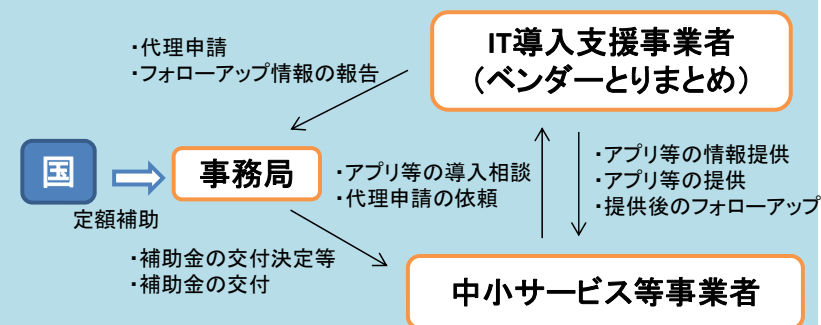 ・代理申請
・フォローアップ情報の報告
IT導入支援事業者
（ベンダーとりまとめ）
国
定額補助
事務局
・アプリ等の導入相談
・代理申請の依頼
・アプリ等の情報提供
・アプリ等の提供
・提供後のフォローアップ
・補助金の交付決定等
・補助金の交付
中小サービス等事業者